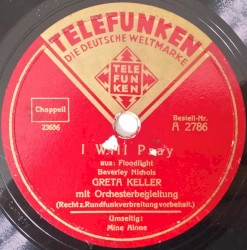 TELEFUNKEN
DIE DEUTSCHE WELTMARKE
TELE
FUN
KEN
Chappell
23686
Bestell-Nr.
A 2786
I Will Pray
aus: Floodlight
Beverley Nichols
GRETA KELLER
mit Orchesterbegleitung
(Recht z. Rundfunkverbreitung vorbehalt.)
Umseitig:
Mine Alone